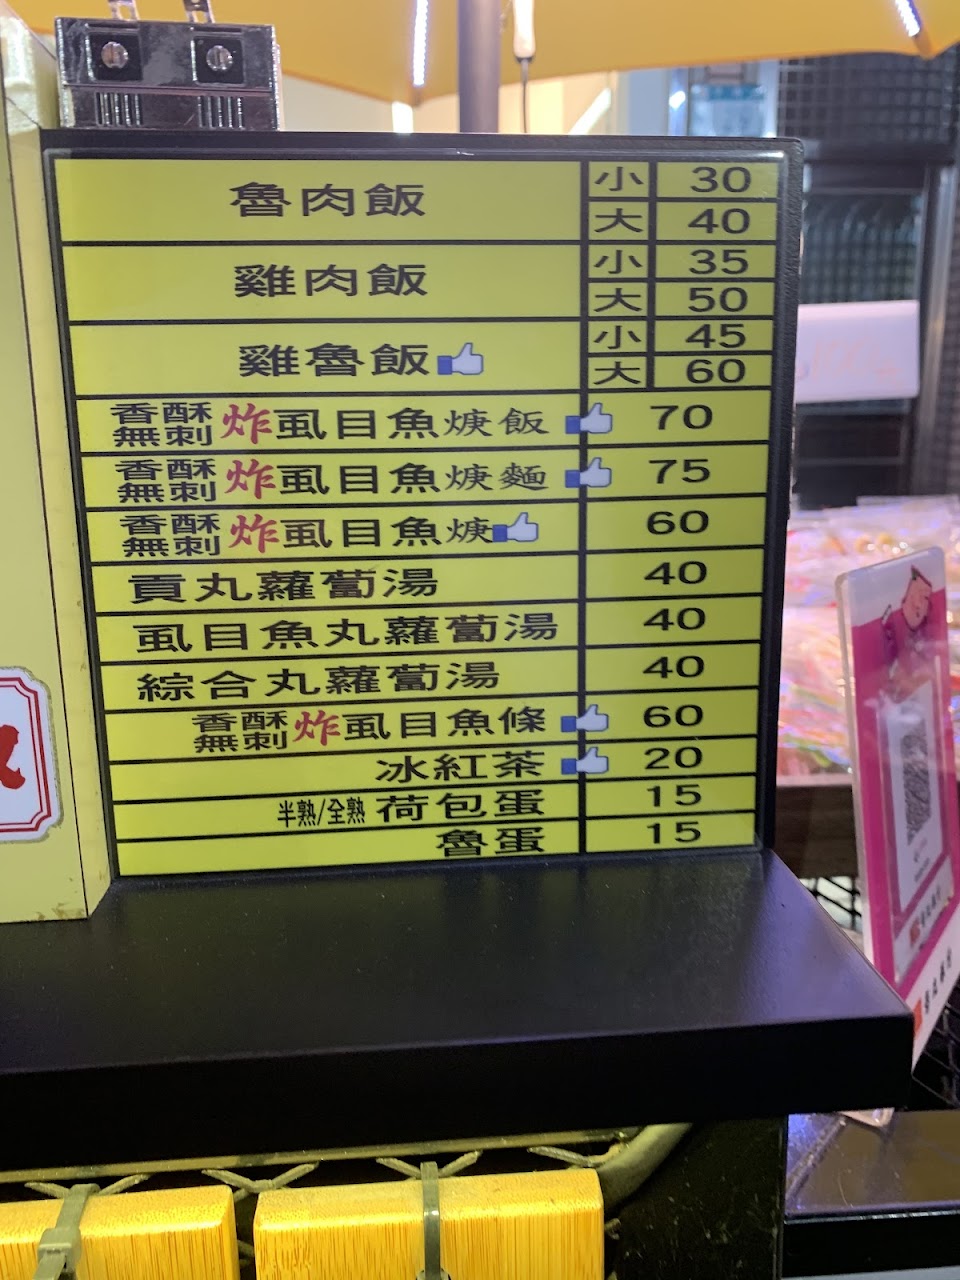 魯肉飯 小 30
大 40
雞肉飯 小 35
大 50
雞魯飯 小 45
大 60
香酥無刺炸虱目魚焿飯 70
香酥無刺炸虱目魚焿麵 75
香酥無刺炸虱目魚焿 60
貢丸蘿蔔湯 40
虱目魚丸蘿蔔湯 40
綜合丸蘿蔔湯 40
香酥無刺炸虱目魚條 60
冰紅茶 20
半熟/全熟 荷包蛋 15
魯蛋 15